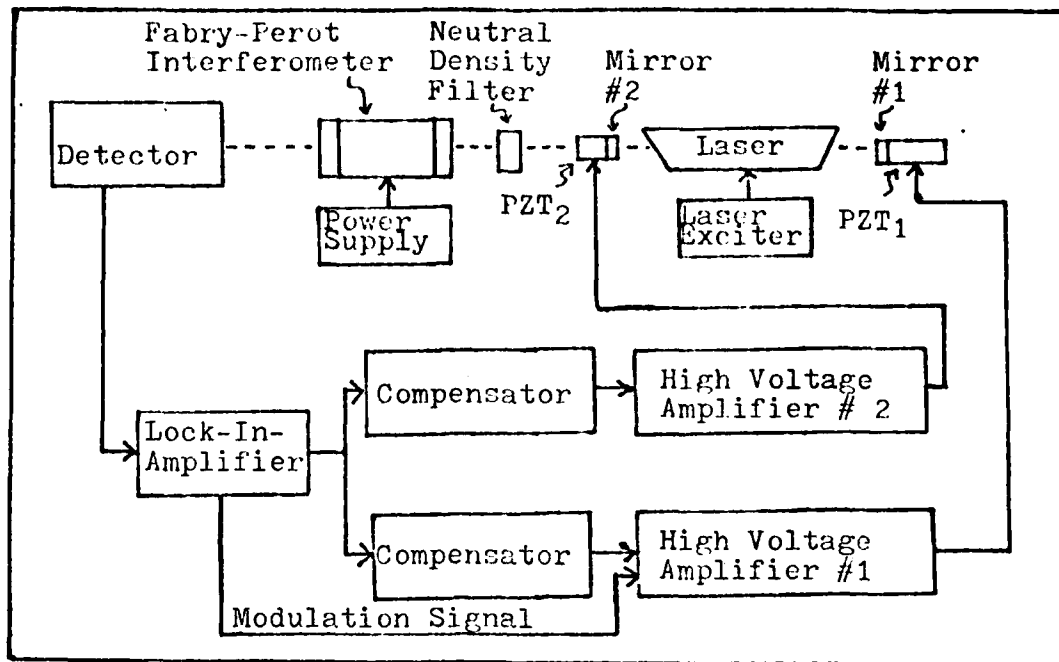 Fabry-Perot
Interferometer
Neutral
Density
Filter
Mirror
#2
Mirror
#1
Detector
Laser
PZT2
PZT1
Power
Supply
Laser
Exciter
Compensator
High Voltage
Amplifier # 2
Lock-In-
Amplifier
Compensator
High Voltage
Amplifier #1
Modulation Signal